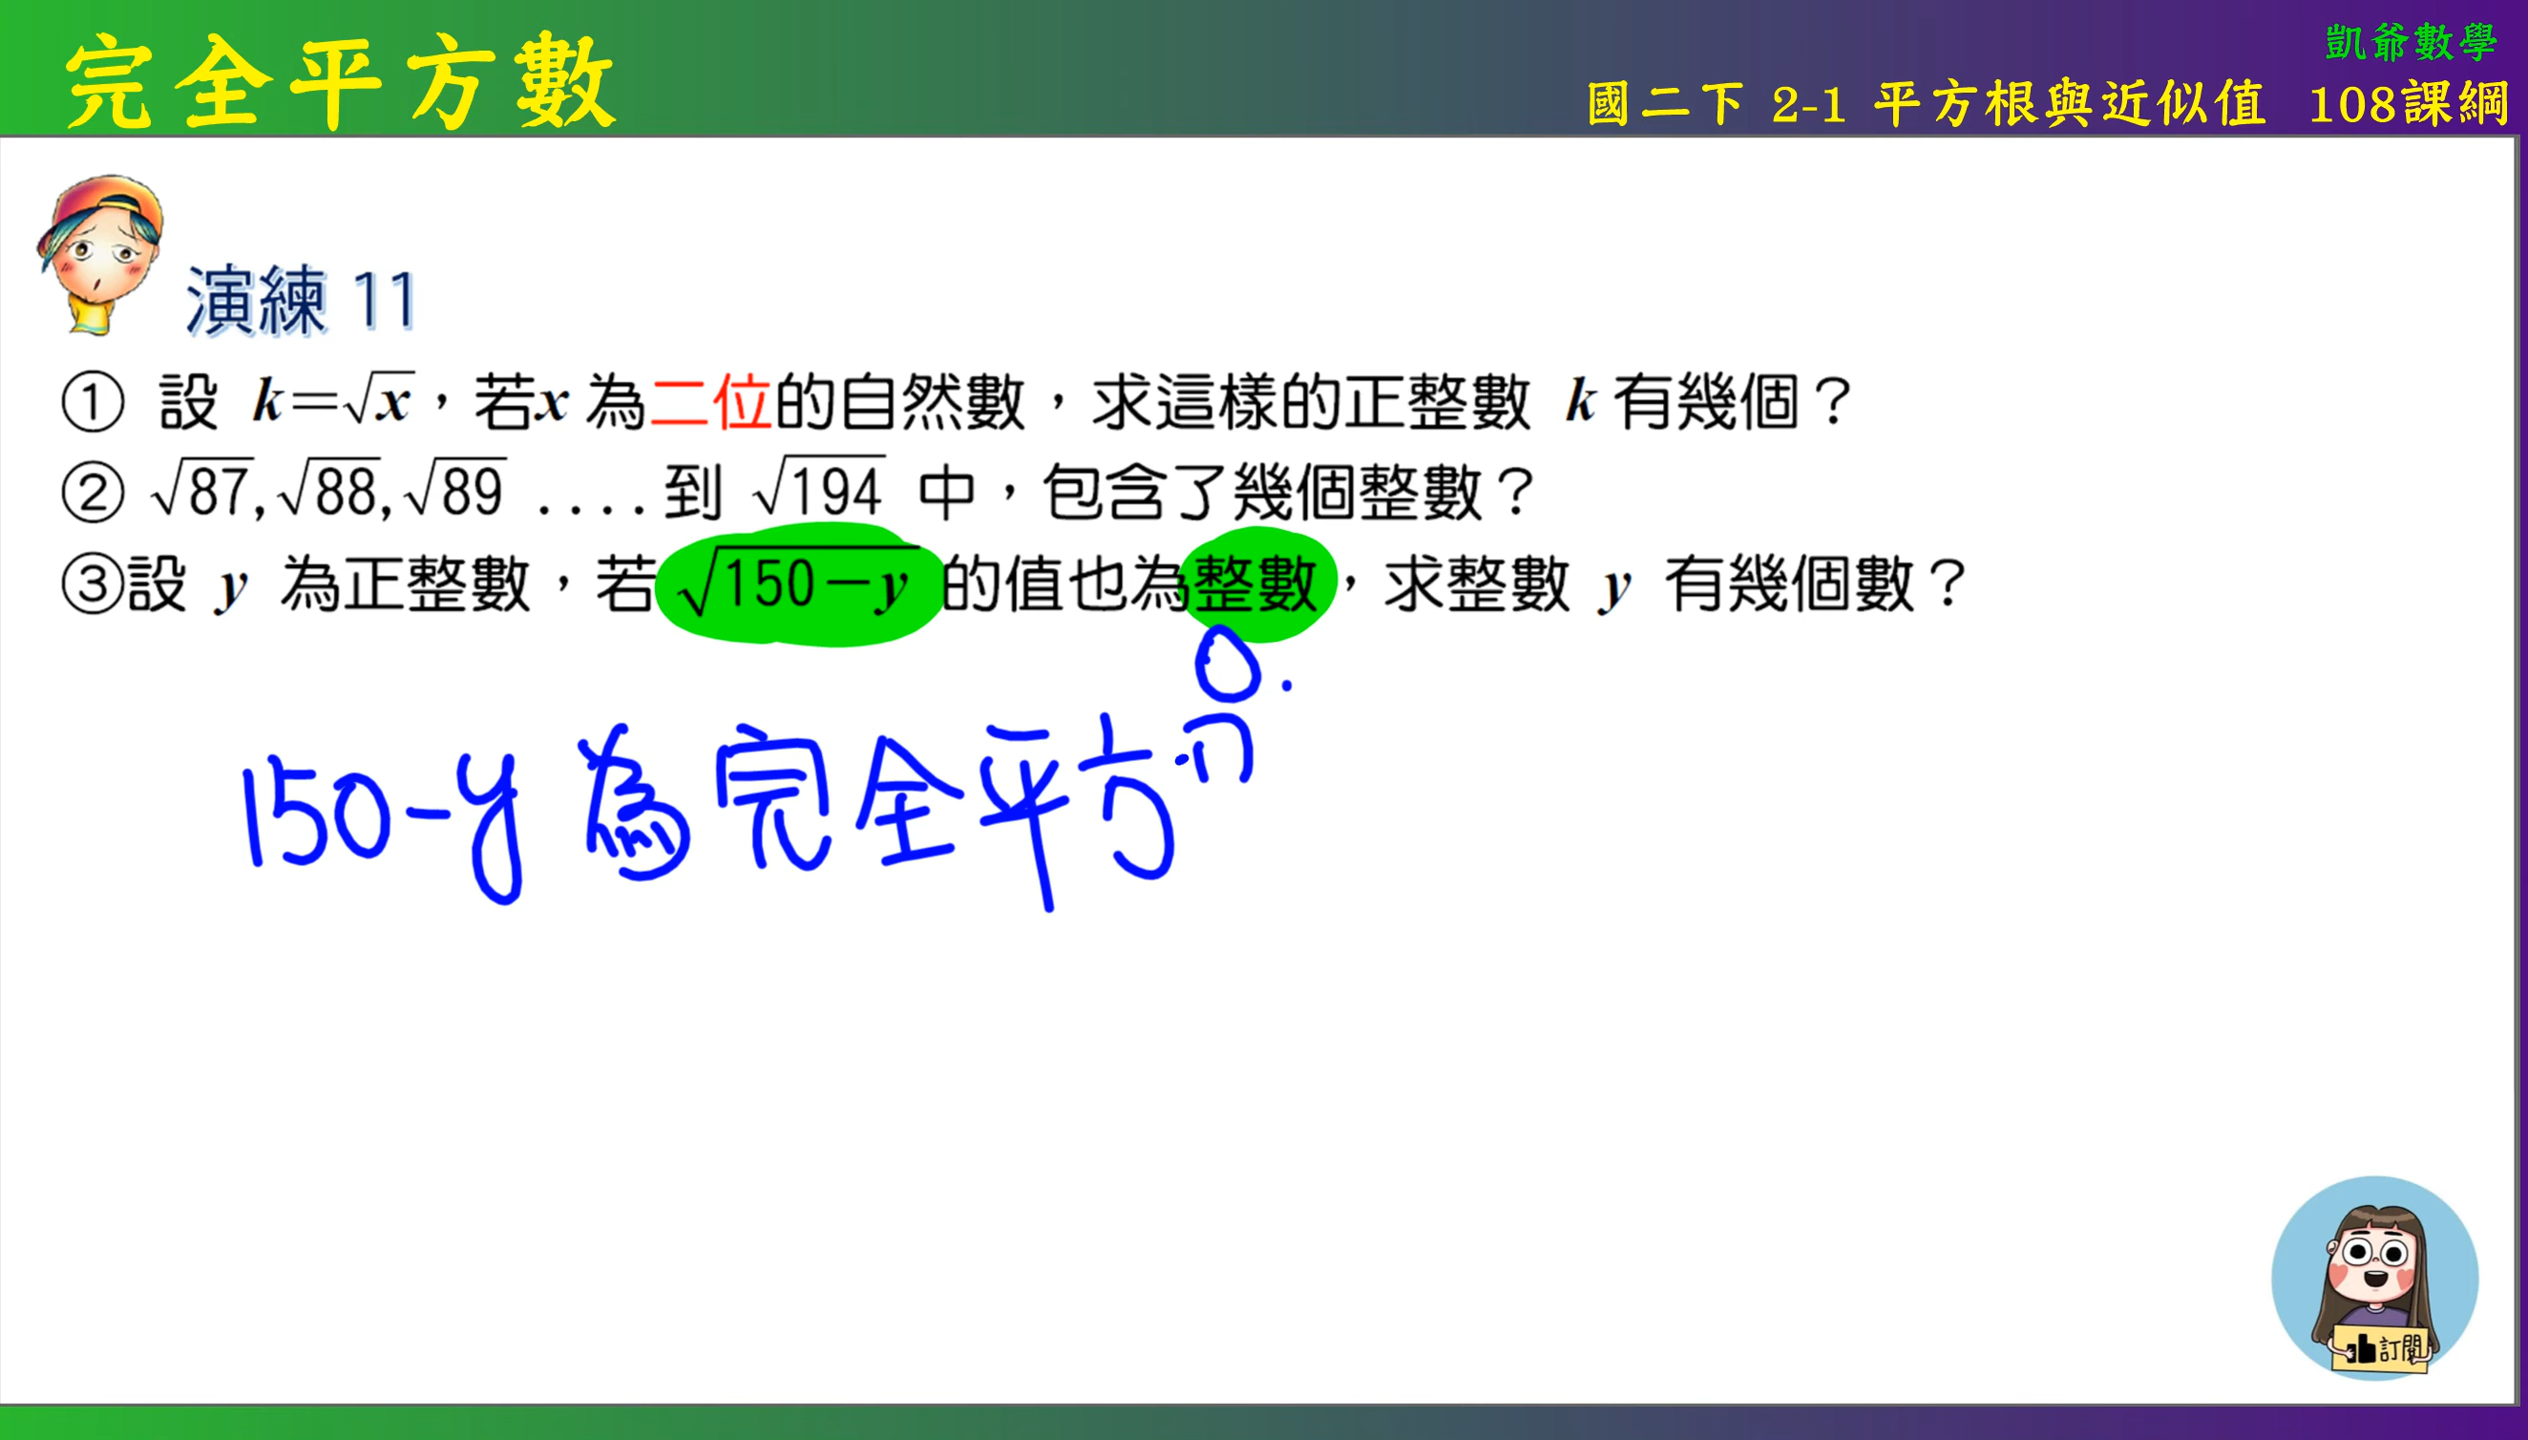 完全平方數
凱爺數學
國二下 2-1 平方根與近似值 108課綱
演練 11
① 設 k=√x，若x 為二位的自然數，求這樣的正整數 k 有幾個？
② √87,√88,√89 ....到 √194 中，包含了幾個整數？
③設 y 為正整數，若 √150－y 的值也為整數，求整數 y 有幾個數？
0.
150-y 為完全平方
訂閱